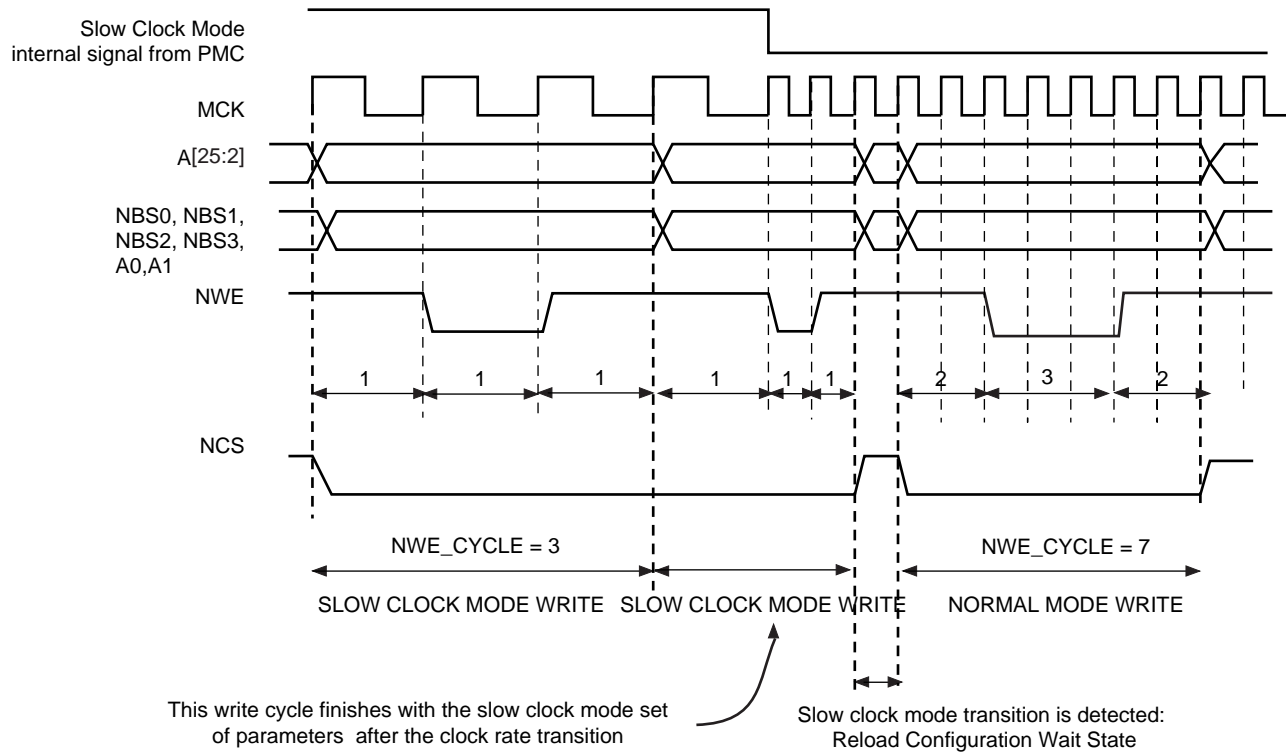 Slow Clock Mode
internal signal from PMC
MCK
A[25:2]
NBS0, NBS1,
NBS2, NBS3,
A0,A1
NWE
1 1 1 1 1 1 2 3 2
NCS
NWE_CYCLE = 3 NWE_CYCLE = 7
SLOW CLOCK MODE WRITE SLOW CLOCK MODE WRITE NORMAL MODE WRITE
This write cycle finishes with the slow clock mode set
of parameters after the clock rate transition
Slow clock mode transition is detected:
Reload Configuration Wait State